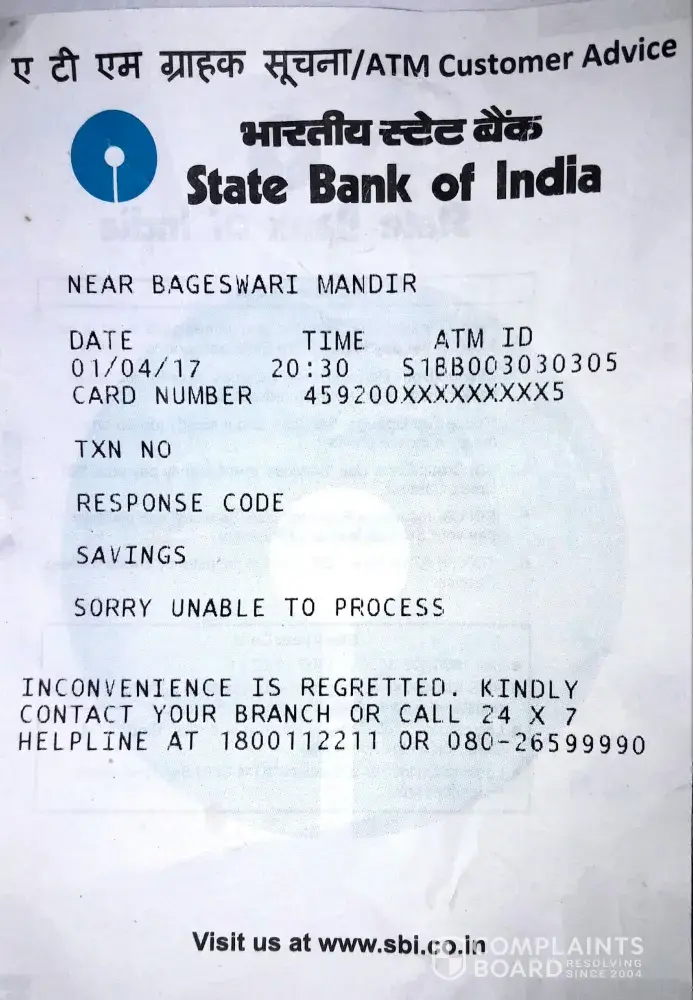 ए टी एम ग्राहक सूचना/ATM Customer Advice
भारतीय स्टेट बैंक
State Bank of India
NEAR BAGESWARI MANDIR
DATE TIME ATM ID
01/04/17 20:30 S1BB003030305
CARD NUMBER 459200XXXXXXXXX5
TXN NO
RESPONSE CODE
SAVINGS
SORRY UNABLE TO PROCESS
INCONVENIENCE IS REGRETTED. KINDLY
CONTACT YOUR BRANCH OR CALL 24 X 7
HELPLINE AT 1800112211 OR 080-26599990
Visit us at www.sbi.co.in
COMPLAINTS
BOARD RESOLVING
SINCE 2004